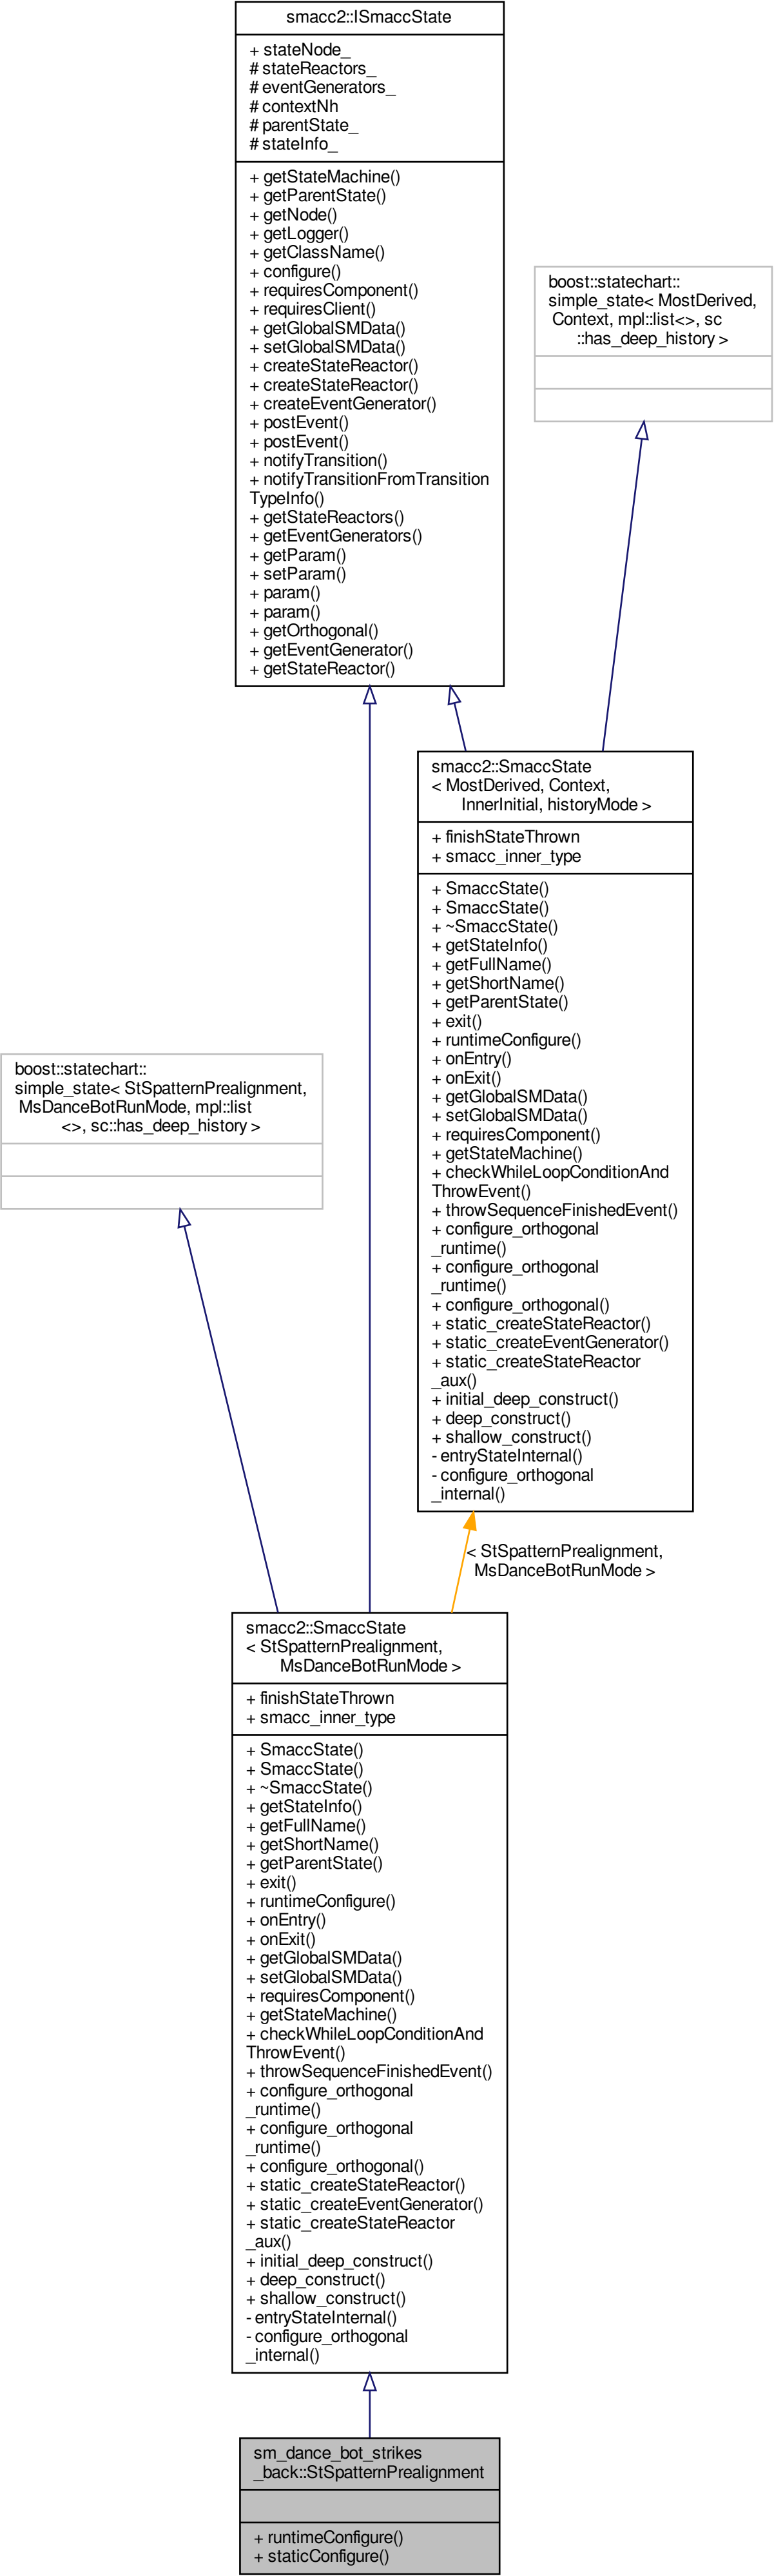 smacc2::ISmaccState
+ stateNode_
# stateReactors_
# eventGenerators_
# contextNh
# parentState_
# stateInfo_
+ getStateMachine()
+ getParentState()
+ getNode()
+ getLogger()
+ getClassName()
+ configure()
+ requiresComponent()
+ requiresClient()
+ getGlobalSMData()
+ setGlobalSMData()
+ createStateReactor()
+ createStateReactor()
+ createEventGenerator()
+ postEvent()
+ postEvent()
+ notifyTransition()
+ notifyTransitionFromTransition
TypeInfo()
+ getStateReactors()
+ getEventGenerators()
+ getParam()
+ setParam()
+ param()
+ param()
+ getOrthogonal()
+ getEventGenerator()
+ getStateReactor()
boost::statechart::
simple_state< MostDerived,
Context, mpl::list<>, sc
::has_deep_history >
smacc2::SmaccState
< MostDerived, Context,
InnerInitial, historyMode >
+ finishStateThrown
+ smacc_inner_type
+ SmaccState()
+ SmaccState()
+ ~SmaccState()
+ getStateInfo()
+ getFullName()
+ getShortName()
+ getParentState()
+ exit()
+ runtimeConfigure()
+ onEntry()
+ onExit()
+ getGlobalSMData()
+ setGlobalSMData()
+ requiresComponent()
+ getStateMachine()
+ checkWhileLoopConditionAnd
ThrowEvent()
+ throwSequenceFinishedEvent()
+ configure_orthogonal
_runtime()
+ configure_orthogonal
_runtime()
+ configure_orthogonal()
+ static_createStateReactor()
+ static_createEventGenerator()
+ static_createStateReactor
_aux()
+ initial_deep_construct()
+ deep_construct()
+ shallow_construct()
- entryStateInternal()
- configure_orthogonal
_internal()
boost::statechart::
simple_state< StSpatternPrealignment,
MsDanceBotRunMode, mpl::list
<>, sc::has_deep_history >
< StSpatternPrealignment,
MsDanceBotRunMode >
smacc2::SmaccState
< StSpatternPrealignment,
MsDanceBotRunMode >
+ finishStateThrown
+ smacc_inner_type
+ SmaccState()
+ SmaccState()
+ ~SmaccState()
+ getStateInfo()
+ getFullName()
+ getShortName()
+ getParentState()
+ exit()
+ runtimeConfigure()
+ onEntry()
+ onExit()
+ getGlobalSMData()
+ setGlobalSMData()
+ requiresComponent()
+ getStateMachine()
+ checkWhileLoopConditionAnd
ThrowEvent()
+ throwSequenceFinishedEvent()
+ configure_orthogonal
_runtime()
+ configure_orthogonal
_runtime()
+ configure_orthogonal()
+ static_createStateReactor()
+ static_createEventGenerator()
+ static_createStateReactor
_aux()
+ initial_deep_construct()
+ deep_construct()
+ shallow_construct()
- entryStateInternal()
- configure_orthogonal
_internal()
sm_dance_bot_strikes
_back::StSpatternPrealignment
+ runtimeConfigure()
+ staticConfigure()